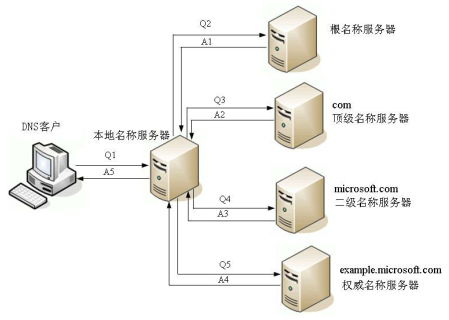 Q2
根名称服务器
A1
com
顶级名称服务器
Q3
A2
DNS客户
本地名称服务器
Q1
A5
microsoft.com
二级名称服务器
Q4
A3
example.microsoft.com
权威名称服务器
Q5
A4